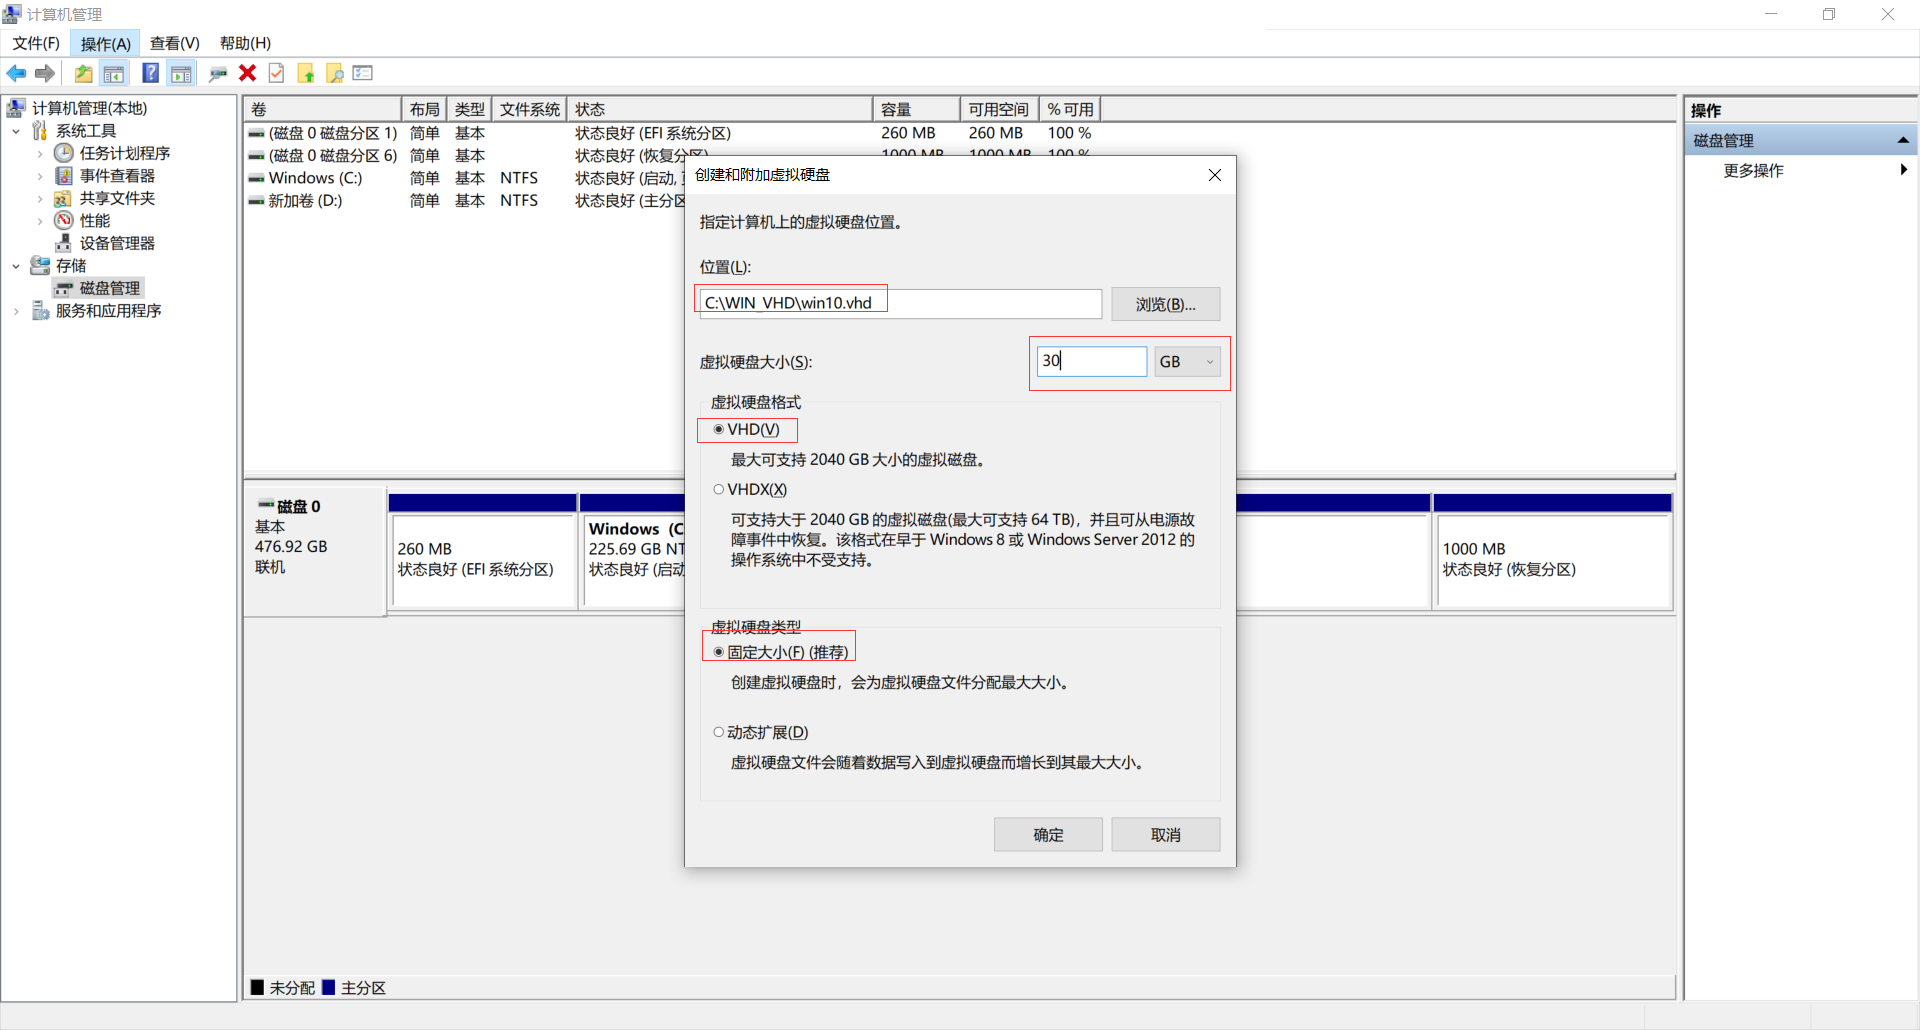 计算机管理
文件(F) 操作(A) 查看(V) 帮助(H)
计算机管理(本地)
系统工具
任务计划程序
事件查看器
共享文件夹
性能
设备管理器
存储
磁盘管理
服务和应用程序
卷 布局 类型 文件系统 状态 容量 可用空间 % 可用
(磁盘 0 磁盘分区 1) 简单 基本 状态良好 (EFI 系统分区) 260 MB 260 MB 100 %
(磁盘 0 磁盘分区 6) 简单 基本 状态良好 (恢复分区) 1000 MB 1000 MB 100 %
Windows (C:) 简单 基本 NTFS 状态良好 (启动,
新加卷 (D:) 简单 基本 NTFS 状态良好 (主分区
创建和附加虚拟硬盘
指定计算机上的虚拟硬盘位置。
位置(L):
C:\WIN_VHD\win10.vhd 浏览(B)...
虚拟硬盘大小(S): 30 GB
虚拟硬盘格式
VHD(V)
最大可支持 2040 GB 大小的虚拟磁盘。
VHDX(X)
可支持大于 2040 GB 的虚拟磁盘(最大可支持 64 TB)，并且可从电源故
障事件中恢复。该格式在早于 Windows 8 或 Windows Server 2012 的
操作系统中不受支持。
虚拟硬盘类型
固定大小(F) (推荐)
创建虚拟硬盘时，会为虚拟硬盘文件分配最大大小。
动态扩展(D)
虚拟硬盘文件会随着数据写入到虚拟硬盘而增长到其最大大小。
确定 取消
磁盘 0
基本
476.92 GB
联机
260 MB
状态良好 (EFI 系统分区)
Windows (C
225.69 GB NT
状态良好 (启动
1000 MB
状态良好 (恢复分区)
未分配 主分区
操作
磁盘管理
更多操作